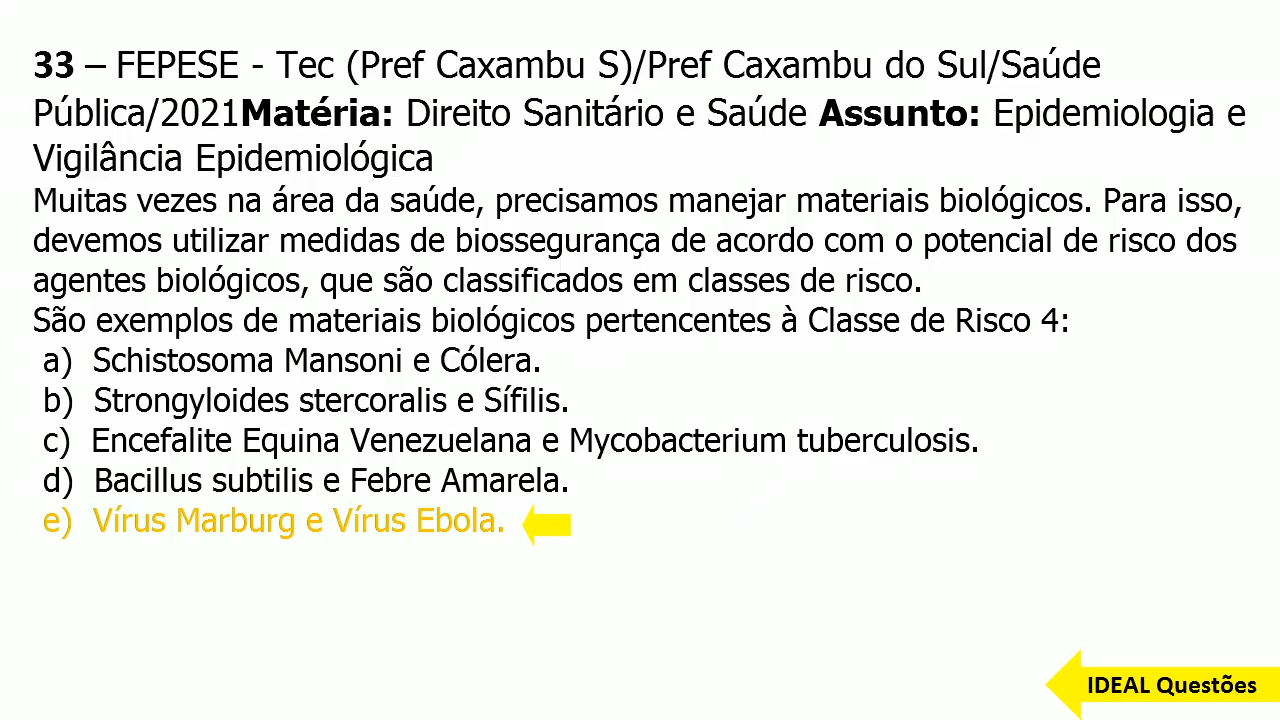 33 – FEPESE - Tec (Pref Caxambu S)/Pref Caxambu do Sul/Saúde
Pública/2021Matéria: Direito Sanitário e Saúde Assunto: Epidemiologia e
Vigilância Epidemiológica
Muitas vezes na área da saúde, precisamos manejar materiais biológicos. Para isso,
devemos utilizar medidas de biossegurança de acordo com o potencial de risco dos
agentes biológicos, que são classificados em classes de risco.
São exemplos de materiais biológicos pertencentes à Classe de Risco 4:
a) Schistosoma Mansoni e Cólera.
b) Strongyloides stercoralis e Sífilis.
c) Encefalite Equina Venezuelana e Mycobacterium tuberculosis.
d) Bacillus subtilis e Febre Amarela.
e) Vírus Marburg e Vírus Ebola.
IDEAL Questões